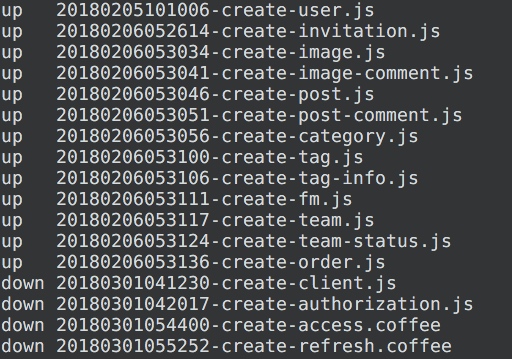 up   20180205101006-create-user.js
up   20180206052614-create-invitation.js
up   20180206053034-create-image.js
up   20180206053041-create-image-comment.js
up   20180206053046-create-post.js
up   20180206053051-create-post-comment.js
up   20180206053056-create-category.js
up   20180206053100-create-tag.js
up   20180206053106-create-tag-info.js
up   20180206053111-create-fm.js
up   20180206053117-create-team.js
up   20180206053124-create-team-status.js
up   20180206053136-create-order.js
down 20180301041230-create-client.js
down 20180301042017-create-authorization.js
down 20180301054400-create-access.coffee
down 20180301055252-create-refresh.coffee